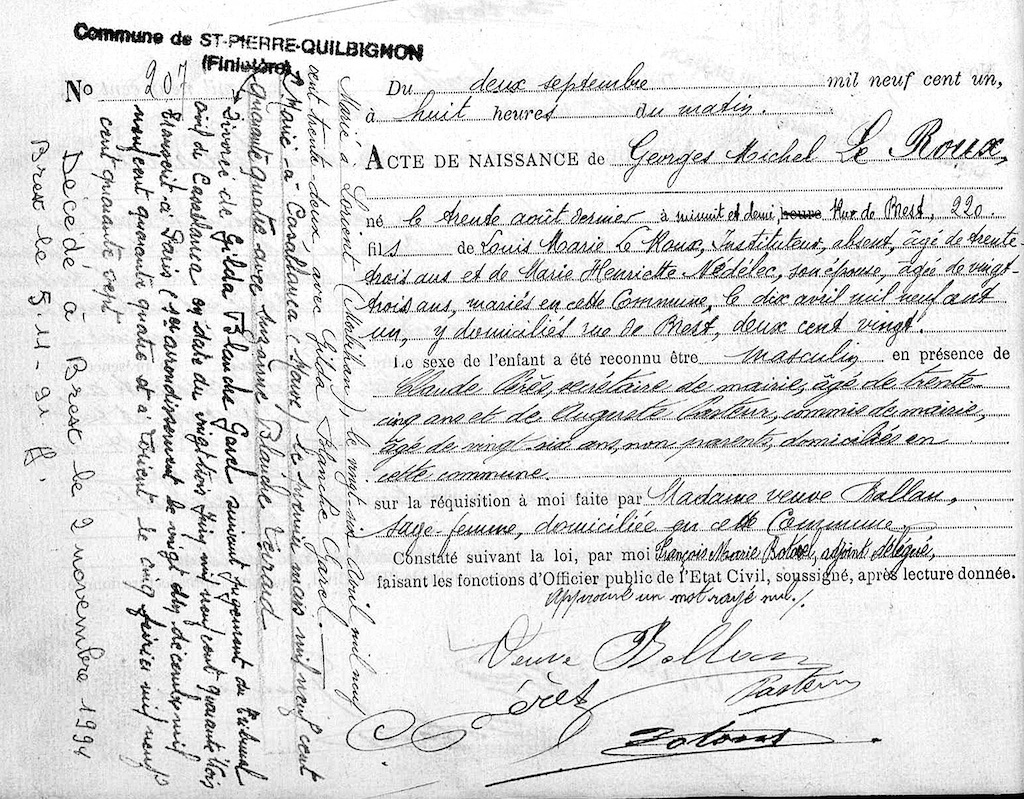 Commune de ST-PIERRE-QUILBIGNON
(Finistère)
No 207
Du deux septembre mil neuf cent un,
à huit heures du matin.
ACTE DE NAISSANCE de Georges Michel Le Roux,
né le trente août dernier à minuit et demi heure rue de Brest, 220.
fils de Louis Marie Le Roux, Instituteur, absent, âgé de trente-
trois ans et de Marie Henriette Nédélec, son épouse, âgée de vingt-
trois ans, mariés en cette Commune, le dix avril mil neuf cent
un, y domiciliés rue de Brest, deux cent vingt.
Le sexe de l'enfant a été reconnu être masculin en présence de
Claude Pérès, secrétaire de mairie, âgé de trente-
cinq ans et de Auguste Pasteur, commis de mairie,
âgé de vingt-six ans, non parents, domiciliés en
cette commune.
sur la réquisition à moi faite par Madame veuve Ballan,
sage-femme, domiciliée en cette Commune
Constaté suivant la loi, par moi François Marie Botorel, adjoint délégué,
faisant les fonctions d'Officier public de l'Etat Civil, soussigné, après lecture donnée.
Approuvé un mot rayé nul.
Veuve Ballan
Pérès
Pasteur
Marié à Lorient (Morbihan), le vingt-six Avril mil neuf
cent trente-deux, avec Gilda Blanche Garel.
Marié à Casablanca (Maroc) le premier mars mil neuf cent
quarante quatre avec Suzanne Blanche
Divorcé de Gilda Blanche Garel suivant jugement du Tribunal
civil de Casablanca en date du vingt trois juin mil neuf cent quarante trois
Transcrit à Paris arrondissement le vingt décembre mil
neuf cent quarante quatre et à Lorient le cinq février mil neuf
cent quarante sept
Décédé à Brest le 2 novembre 1991
Brest le 5-11-91